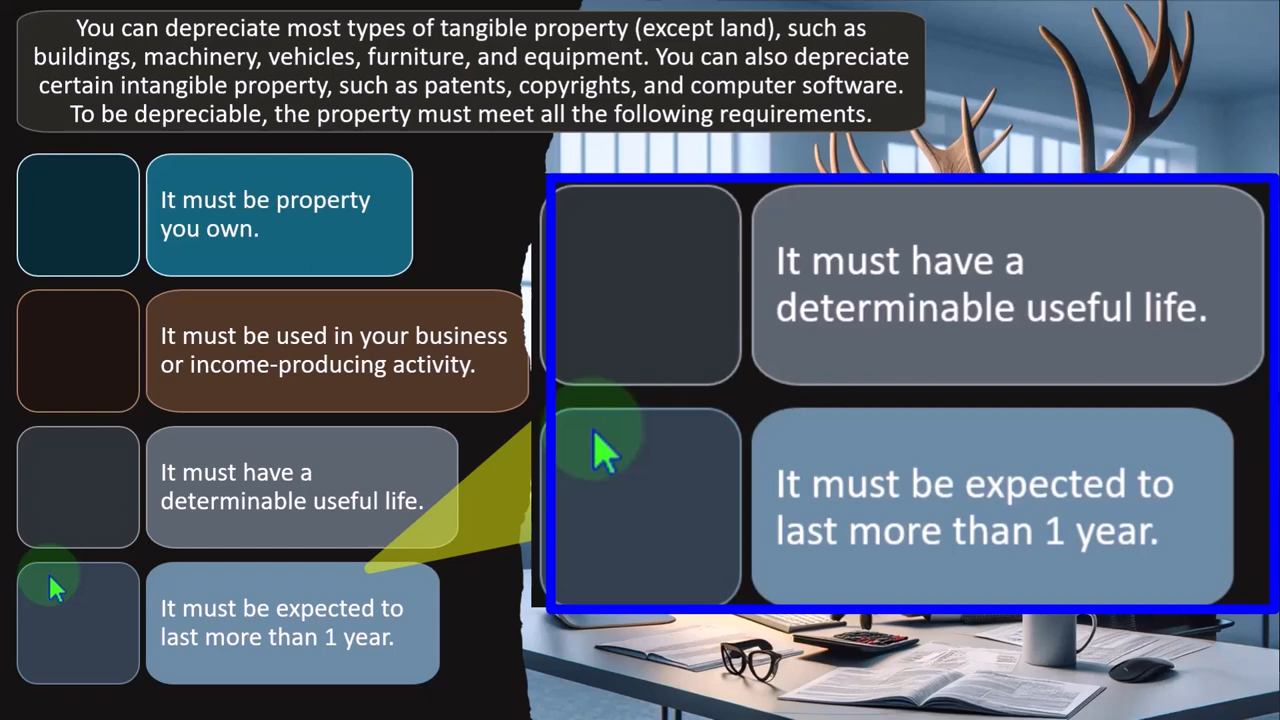 You can depreciate most types of tangible property (except land), such as
buildings, machinery, vehicles, furniture, and equipment. You can also depreciate
certain intangible property, such as patents, copyrights, and computer software.
To be depreciable, the property must meet all the following requirements.
It must be property
you own.
It must be used in your business
or income-producing activity.
It must have a
determinable useful life.
It must be expected to
last more than 1 year.
It must have a
determinable useful life.
It must be expected to
last more than 1 year.